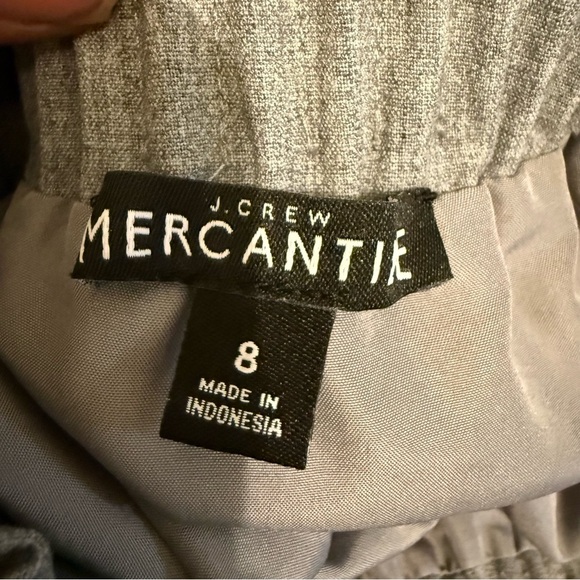 J.CREW
MERCANTILE
8
MADE IN
INDONESIA